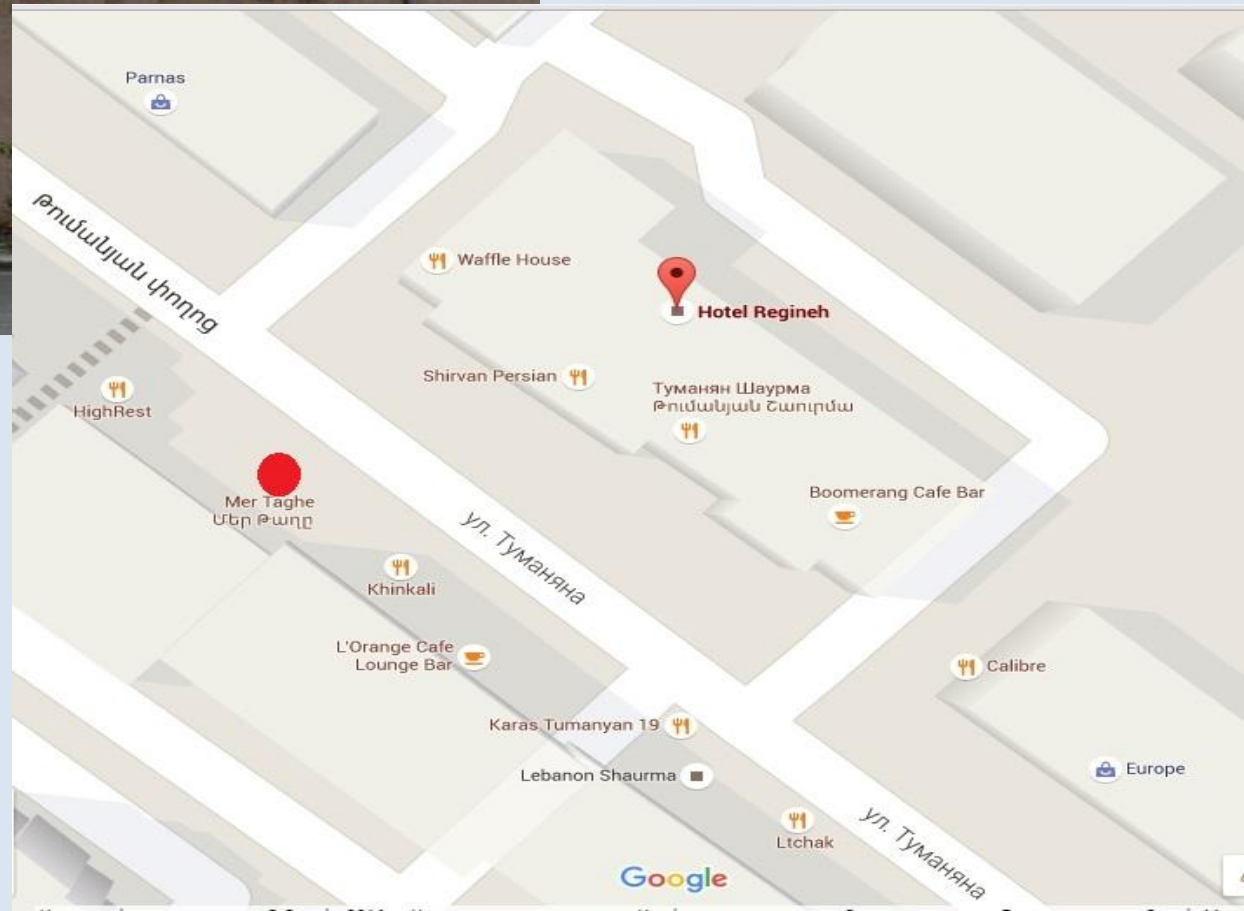 Parnas
Թումանյան փողոց
Waffle House
Hotel Regineh
Shirvan Persian
Туманян Шаурма
Թումանյան Շաուրմա
HighRest
Boomerang Cafe Bar
Mer Taghe
Մեր Թաղը
ул. Туманяна
Khinkali
L'Orange Cafe
Lounge Bar
Calibre
Karas Tumanyan 19
Lebanon Shaurma
Europe
Ltchak
ул. Туманяна
Google